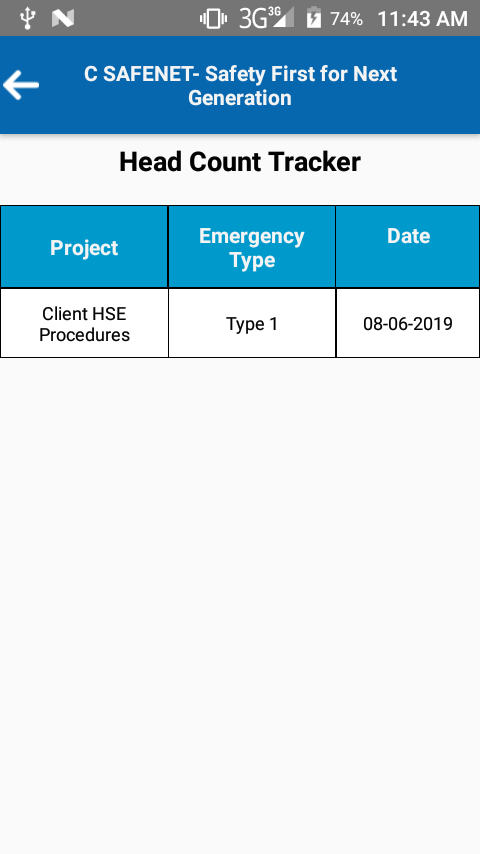 3G 3G 74% 11:43 AM
C SAFENET- Safety First for Next
Generation
Head Count Tracker
Project
Emergency
Type
Date
Client HSE
Procedures
Type 1
08-06-2019